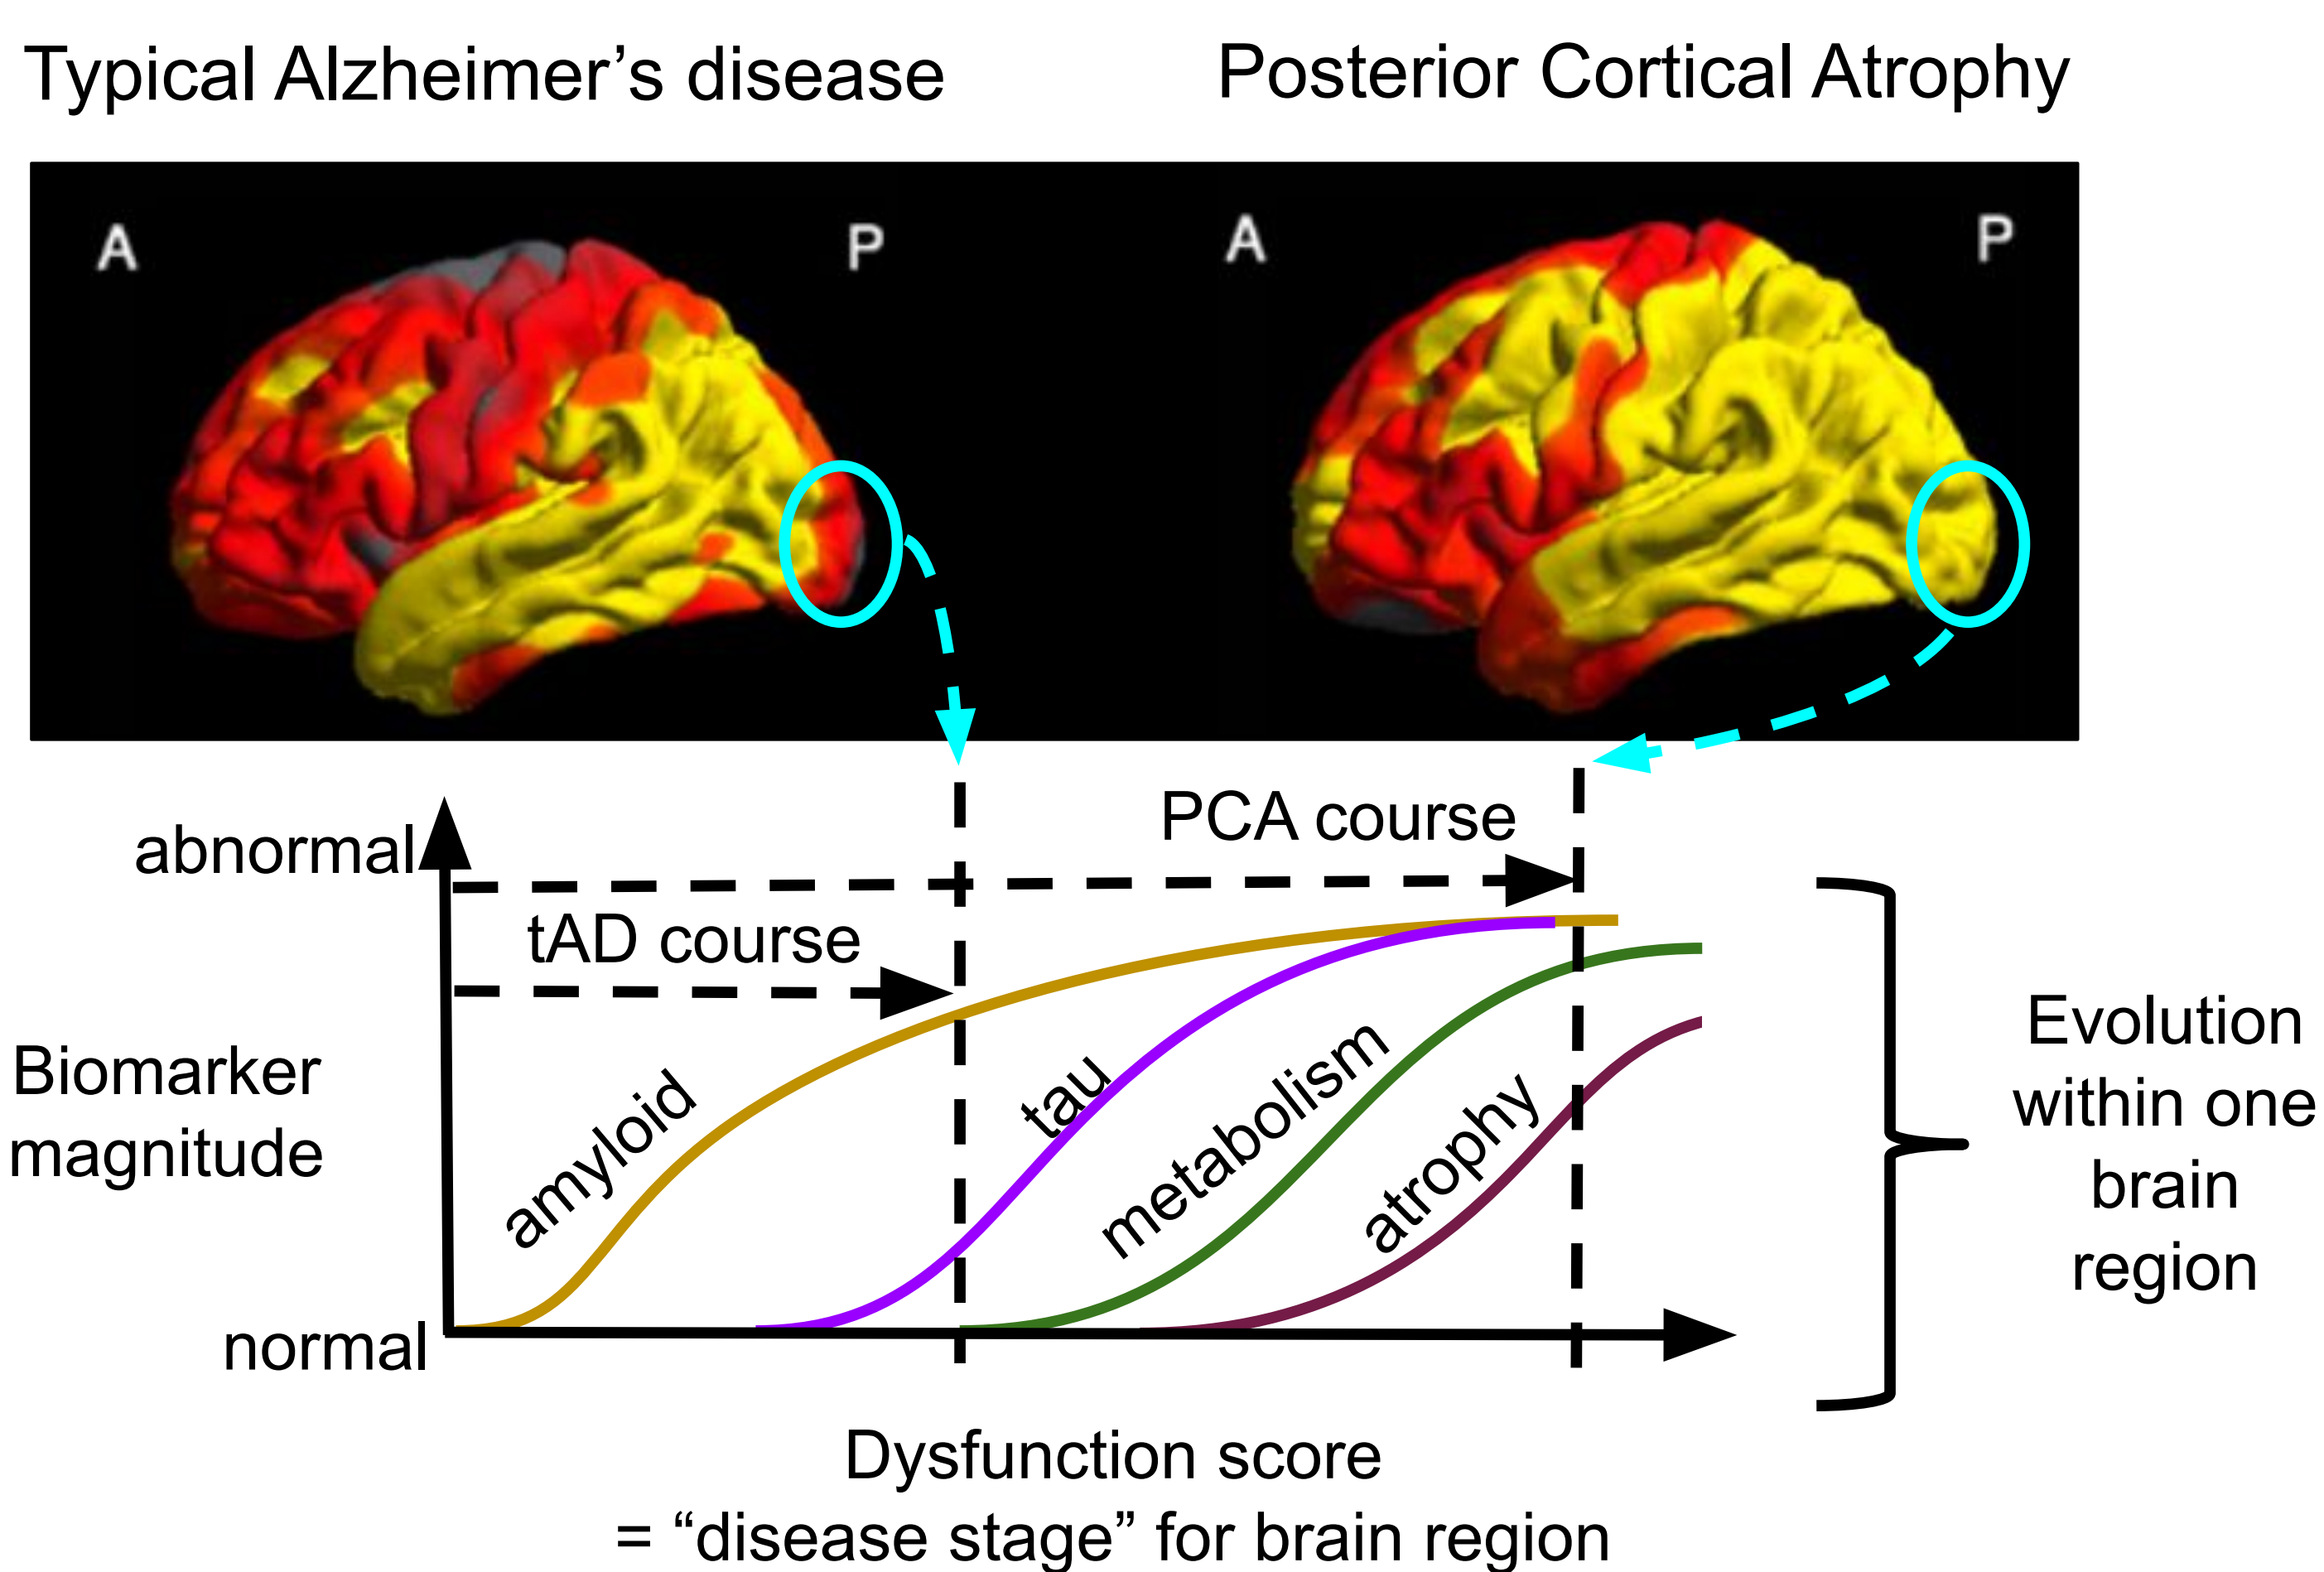 Typical Alzheimer’s disease
Posterior Cortical Atrophy
A
P
A
P
abnormal
PCA course
tAD course
Biomarker
magnitude
amyloid
tau
metabolism
atrophy
Evolution
within one
brain
region
normal
Dysfunction score
= “disease stage” for brain region